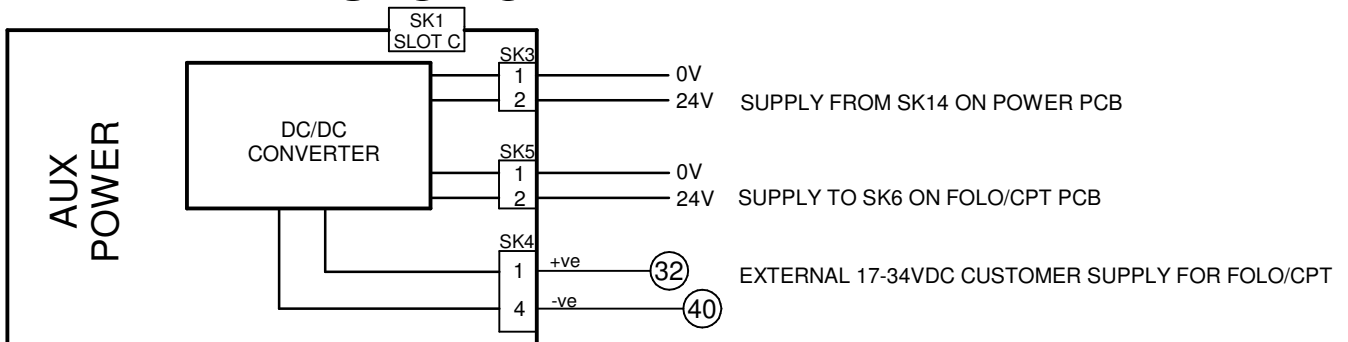 SK1
SLOT C
AUX
POWER
DC/DC
CONVERTER
SK3
1
0V
2
24V
SUPPLY FROM SK14 ON POWER PCB
SK5
1
0V
2
24V
SUPPLY TO SK6 ON FOLO/CPT PCB
SK4
1
+ve
32
EXTERNAL 17-34VDC CUSTOMER SUPPLY FOR FOLO/CPT
4
-ve
40